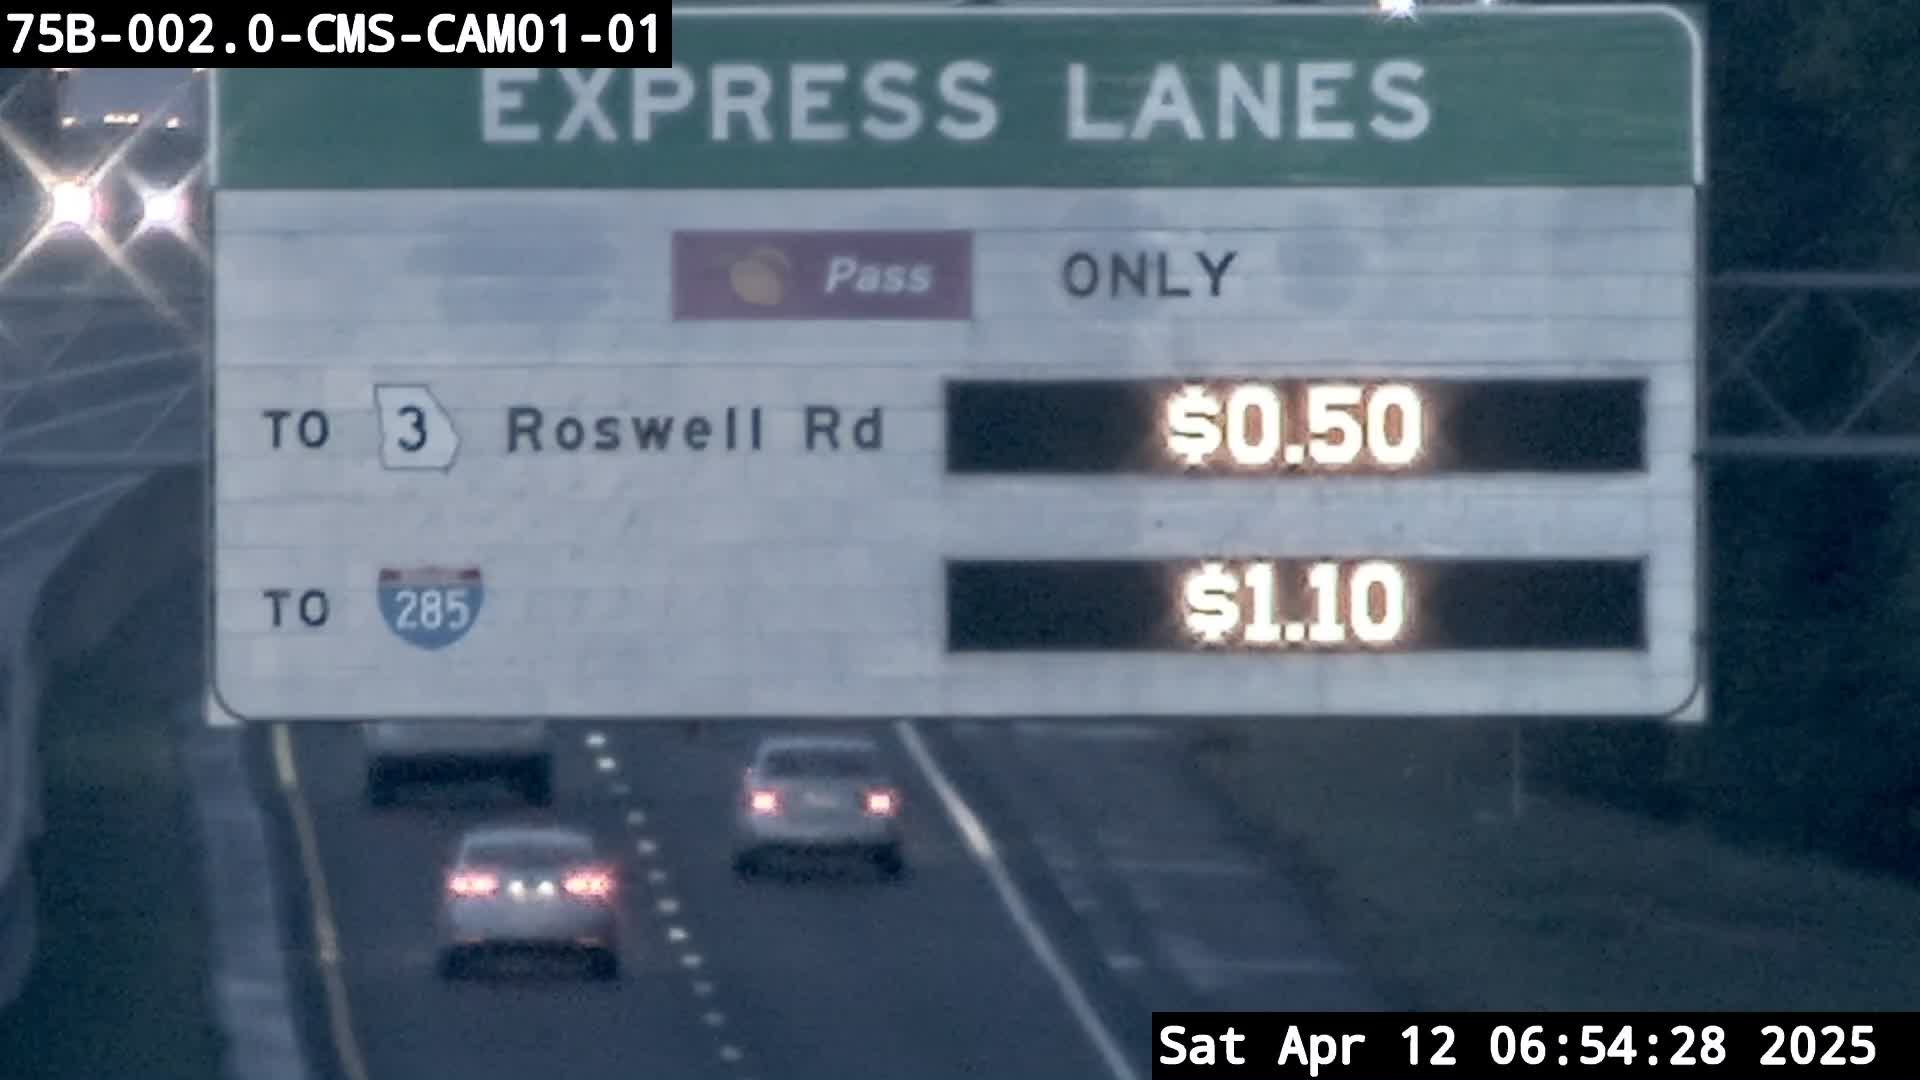 75B-002.0-CMS-CAM01-01
EXPRESS LANES
Pass ONLY
TO 3 Roswell Rd $0.50
TO 285 $1.10
Sat Apr 12 06:54:28 2025